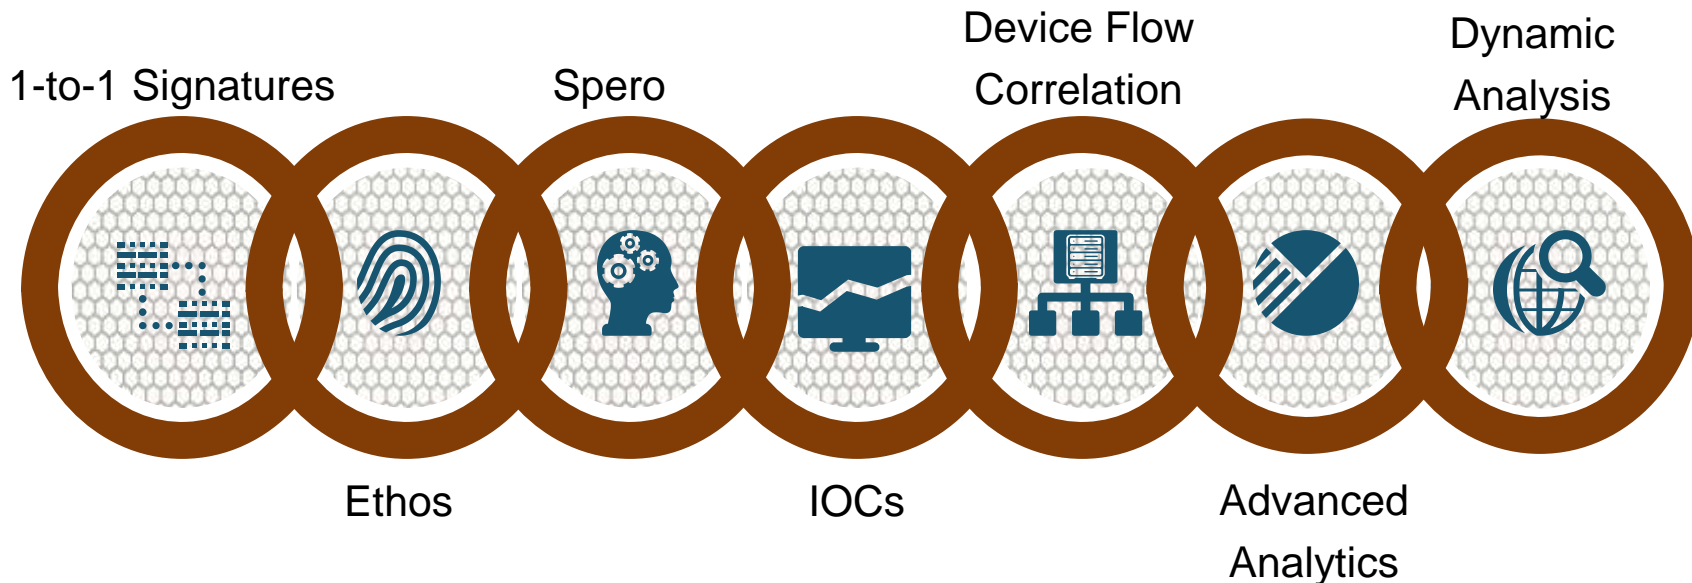 1-to-1 Signatures
Ethos
Spero
IOCs
Device Flow
Correlation
Advanced
Analytics
Dynamic
Analysis